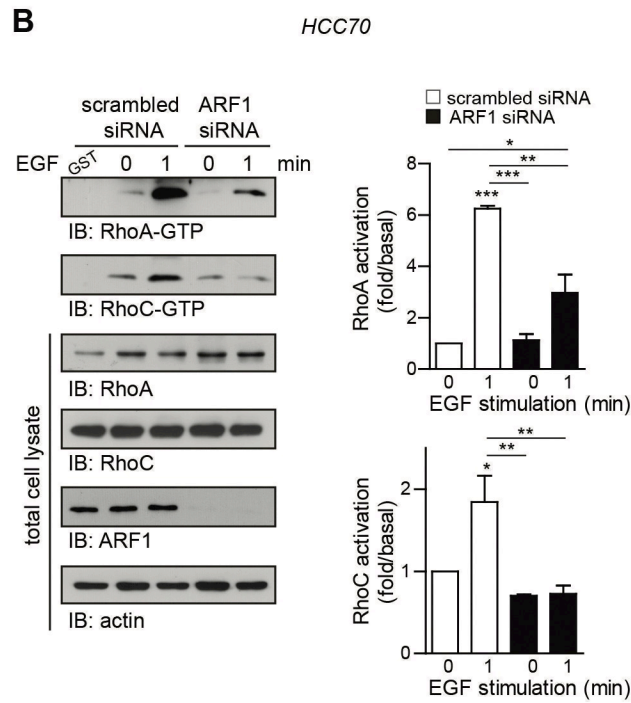 B
HCC70
scrambled siRNA
ARF1 siRNA
EGF GST 0 1 0 1 min
IB: RhoA-GTP
IB: RhoC-GTP
IB: RhoA
IB: RhoC
IB: ARF1
IB: actin
total cell lysate
scrambled siRNA
ARF1 siRNA
*
**
***
***
8
6
4
2
0
RhoA activation
(fold/basal)
0 1 0 1
EGF stimulation (min)
**
**
*
2
1
0
RhoC activation
(fold/basal)
0 1 0 1
EGF stimulation (min)